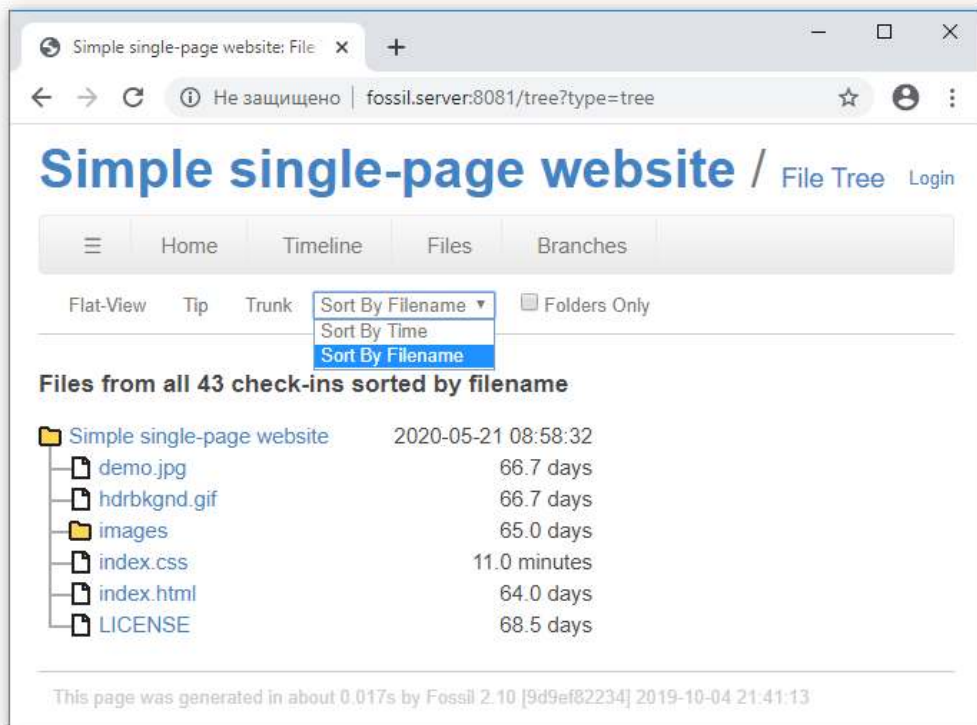 Simple single-page website: File
Не защищено | fossil.server:8081/tree?type=tree
Simple single-page website / File Tree Login
☰ Home Timeline Files Branches
Flat-View Tip Trunk Sort By Filename ▼ Folders Only
Sort By Time
Sort By Filename
Files from all 43 check-ins sorted by filename
Simple single-page website 2020-05-21 08:58:32
demo.jpg 66.7 days
hdrbkgnd.gif 66.7 days
images 65.0 days
index.css 11.0 minutes
index.html 64.0 days
LICENSE 68.5 days
This page was generated in about 0.017s by Fossil 2.10 [9d9ef82234] 2019-10-04 21:41:13